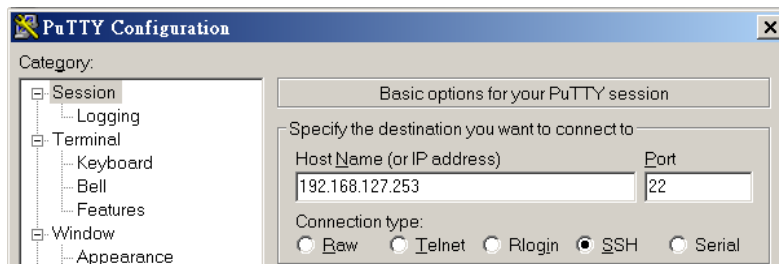 PuTTY Configuration
Category:
Session
Logging
Terminal
Keyboard
Bell
Features
Window
Appearance
Basic options for your PuTTY session
Specify the destination you want to connect to
Host Name (or IP address) Port
192.168.127.253 22
Connection type:
Raw Telnet Rlogin SSH Serial